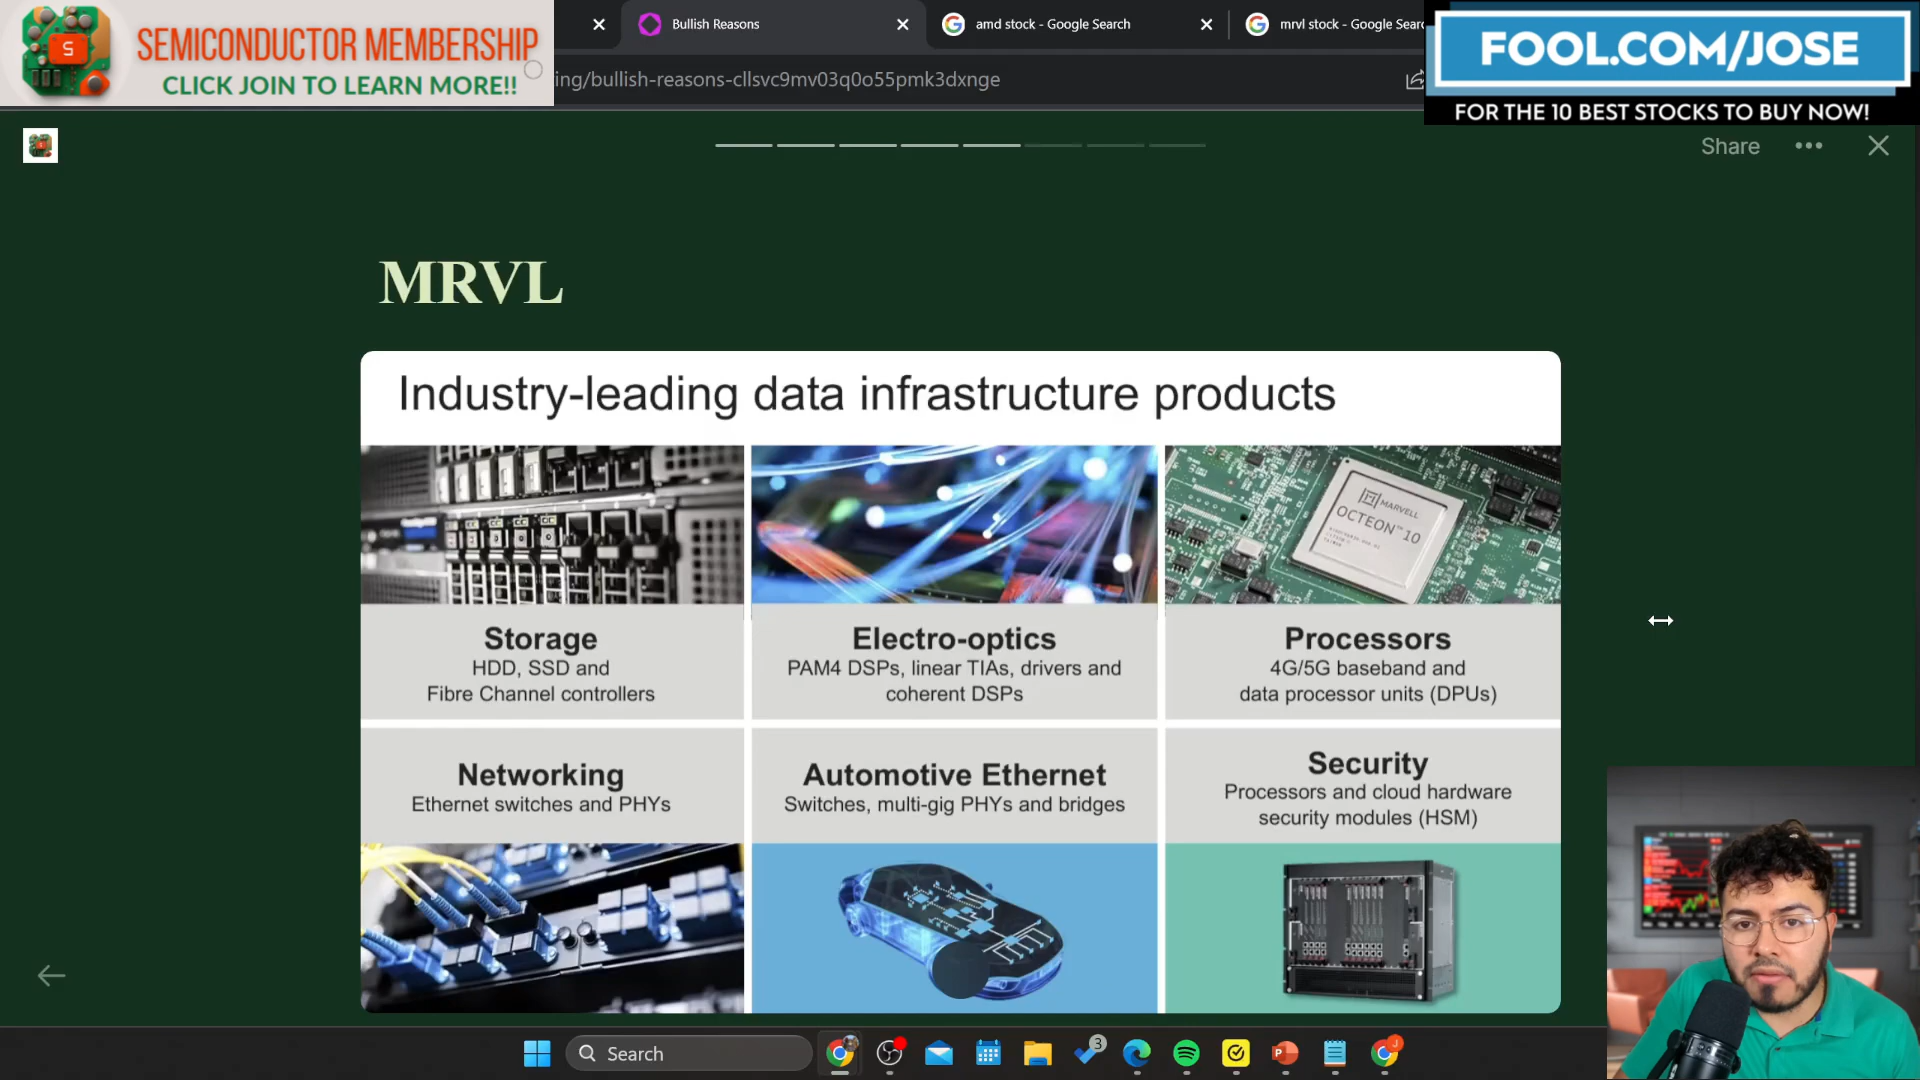 SEMICONDUCTOR MEMBERSHIP
CLICK JOIN TO LEARN MORE!!
S
Bullish Reasons
amd stock - Google Search
mrvl stock - Google Searc
FOOL.COM/JOSE
FOR THE 10 BEST STOCKS TO BUY NOW!
ing/bullish-reasons-cllsvc9mv03q0o55pmk3dxnge
Share
MRVL
Industry-leading data infrastructure products
MARVELL
OCTEON™ 10
Storage
HDD, SSD and
Fibre Channel controllers
Electro-optics
PAM4 DSPs, linear TIAs, drivers and
coherent DSPs
Processors
4G/5G baseband and
data processor units (DPUs)
Networking
Ethernet switches and PHYs
Automotive Ethernet
Switches, multi-gig PHYs and bridges
Security
Processors and cloud hardware
security modules (HSM)
Search
3
P
J